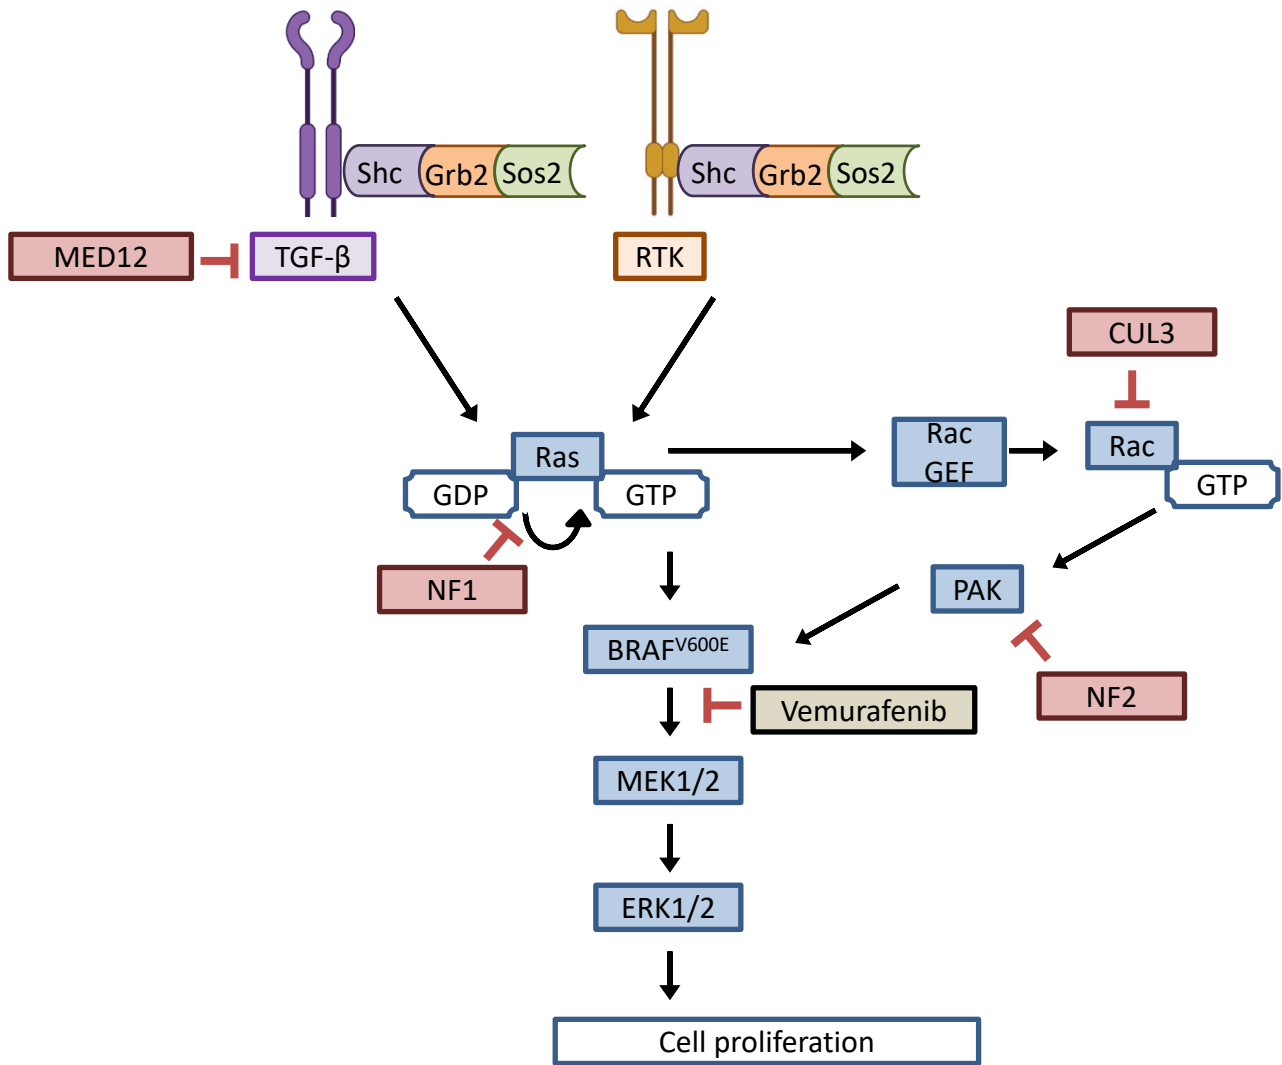 Shc Grb2 Sos2
Shc Grb2 Sos2
MED12
TGF-β
RTK
CUL3
Ras
GDP
GTP
Rac
GEF
Rac
GTP
NF1
PAK
BRAFV600E
NF2
Vemurafenib
MEK1/2
ERK1/2
Cell proliferation